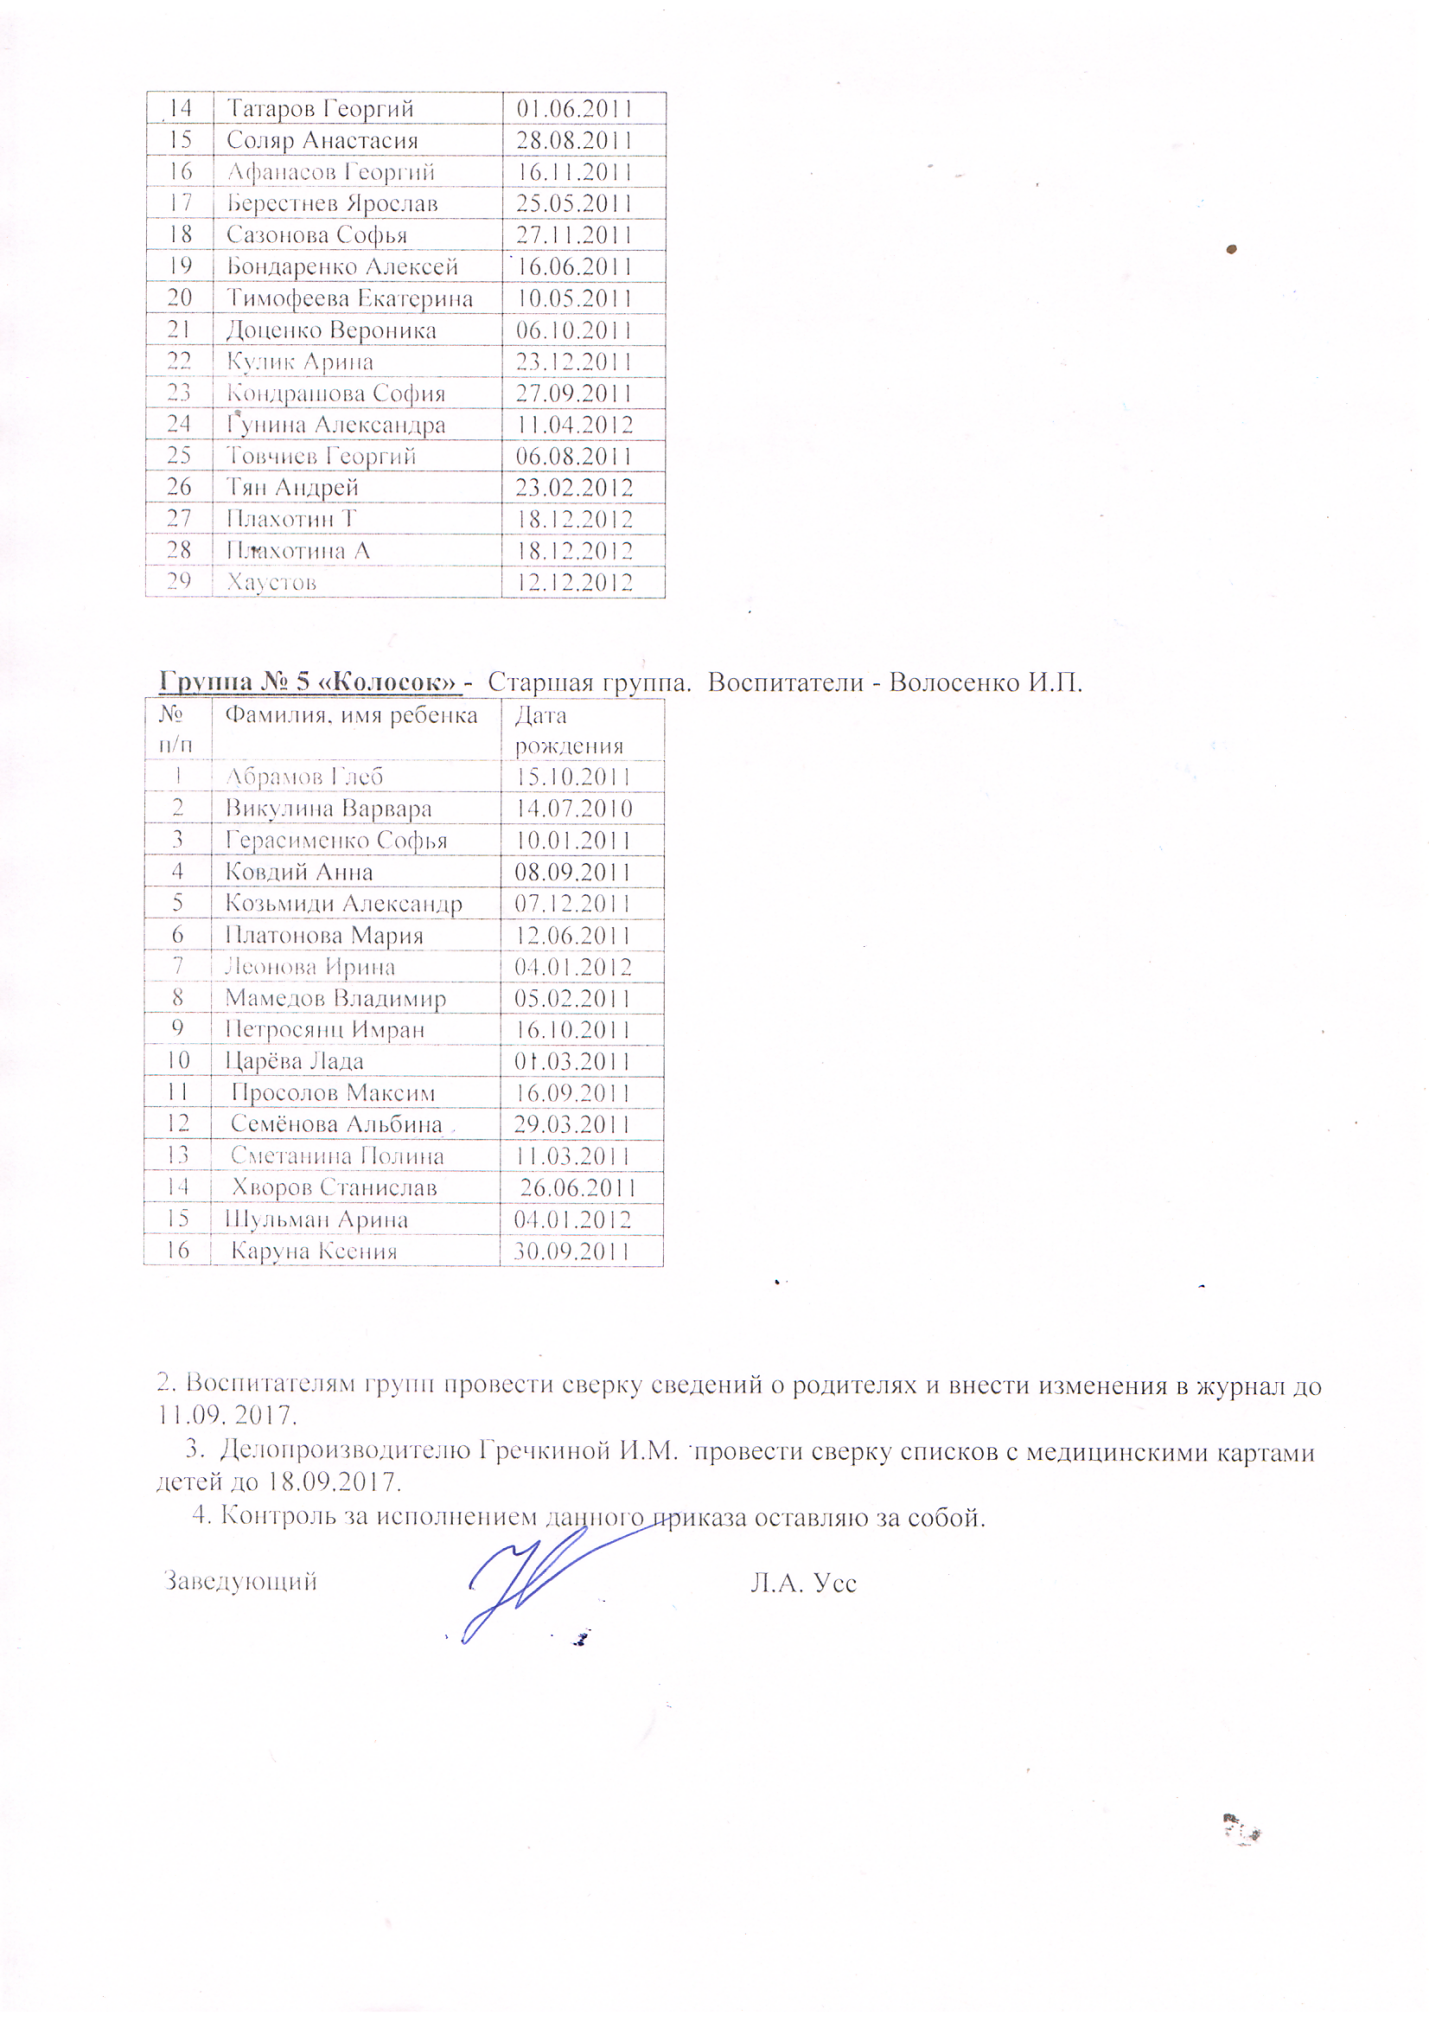 14 Татаров Георгий 01.06.2011
15 Соляр Анастасия 28.08.2011
16 Афанасов Георгий 16.11.2011
17 Берестнев Ярослав 25.05.2011
18 Сазонова Софья 27.11.2011
19 Бондаренко Алексей 16.06.2011
20 Тимофеева Екатерина 10.05.2011
21 Доценко Вероника 06.10.2011
22 Кулик Арина 23.12.2011
23 Кондрашова София 27.09.2011
24 Гунина Александра 11.04.2012
25 Товчиев Георгий 06.08.2011
26 Тян Андрей 23.02.2012
27 Плахотин Т 18.12.2012
28 Плахотина А 18.12.2012
29 Хаустов 12.12.2012
Группа № 5 «Колосок» - Старшая группа. Воспитатели - Волосенко И.П.
№ Фамилия, имя ребенка Дата
п/п рождения
1 Абрамов Глеб 15.10.2011
2 Викулина Варвара 14.07.2010
3 Герасименко Софья 10.01.2011
4 Ковдий Анна 08.09.2011
5 Козьмиди Александр 07.12.2011
6 Платонова Мария 12.06.2011
7 Леонова Ирина 04.01.2012
8 Мамедов Владимир 05.02.2011
9 Петросянц Имран 16.10.2011
10 Царёва Лада 01.03.2011
11 Просолов Максим 16.09.2011
12 Семёнова Альбина 29.03.2011
13 Сметанина Полина 11.03.2011
14 Хворов Станислав 26.06.2011
15 Шульман Арина 04.01.2012
16 Каруна Ксения 30.09.2011
2. Воспитателям групп провести сверку сведений о родителях и внести изменения в журнал до
11.09. 2017.
3. Делопроизводителю Гречкиной И.М. провести сверку списков с медицинскими картами
детей до 18.09.2017.
4. Контроль за исполнением данного приказа оставляю за собой.
Заведующий Л.А. Усс